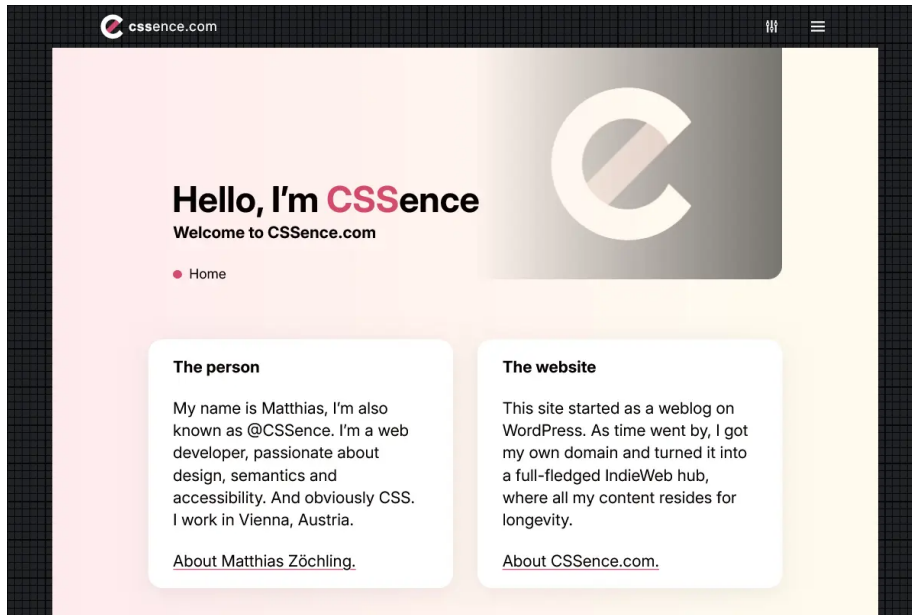 cssence.com
Hello, I’m CSSence
Welcome to CSSence.com
Home
The person
My name is Matthias, I’m also
known as @CSSence. I’m a web
developer, passionate about
design, semantics and
accessibility. And obviously CSS.
I work in Vienna, Austria.
About Matthias Zöchling.
The website
This site started as a weblog on
WordPress. As time went by, I got
my own domain and turned it into
a full-fledged IndieWeb hub,
where all my content resides for
longevity.
About CSSence.com.